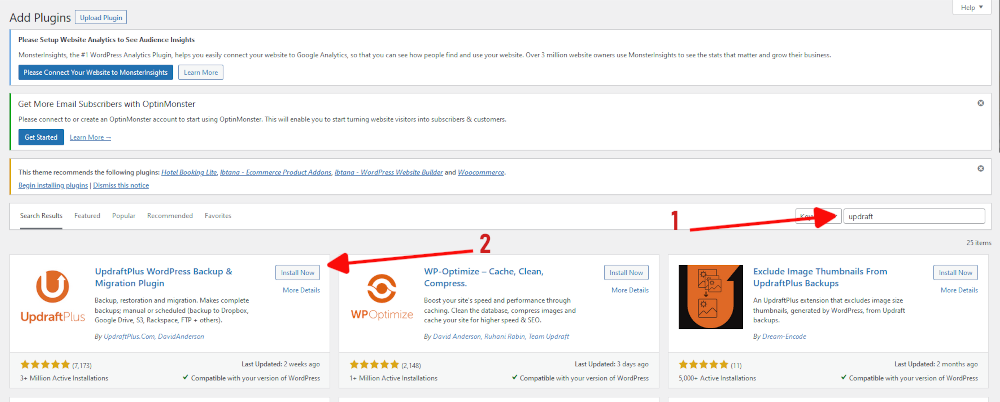 Help ▼
Add Plugins Upload Plugin
Please Setup Website Analytics to See Audience Insights
MonsterInsights, the #1 WordPress Analytics Plugin, helps you easily connect your website to Google Analytics, so that you can see how people find and use your website. Over 3 million website owners use MonsterInsights to see the stats that matter and grow their business.
Please Connect Your Website to MonsterInsights Learn More
Get More Email Subscribers with OptinMonster
Please connect to or create an OptinMonster account to start using OptinMonster. This will enable you to start turning website visitors into subscribers & customers.
Get Started Learn More →
This theme recommends the following plugins: Hotel Booking Lite, Ibtana - Ecommerce Product Addons, Ibtana - WordPress Website Builder and Woocommerce.
Begin installing plugins | Dismiss this notice
1
Search Results Featured Popular Recommended Favorites updraft
2
25 items
UpdraftPlus WordPress Backup & Migration Plugin
Install Now
More Details
Backup, restoration and migration. Makes complete
backups; manual or scheduled (backup to Dropbox,
Google Drive, S3, Rackspace, FTP + others).
By UpdraftPlus.Com, DavidAnderson
UpdraftPlus
(7,173)
Last Updated: 2 weeks ago
3+ Million Active Installations
✓ Compatible with your version of WordPress
WP-Optimize – Cache, Clean,
Compress.
Install Now
More Details
Boost your site's speed and performance through
caching. Clean the database, compress images and
cache your site for higher speed & SEO.
By David Anderson, Ruhani Rabin, Team Updraft
WPOptimize
(2,148)
Last Updated: 3 days ago
1+ Million Active Installations
✓ Compatible with your version of WordPress
Exclude Image Thumbnails From
UpdraftPlus Backups
Install Now
More Details
An UpdraftPlus extension that excludes image size
thumbnails, generated by WordPress, from Updraft
backups.
By Dream-Encode
(11)
Last Updated: 2 months ago
5,000+ Active Installations
✓ Compatible with your version of WordPress